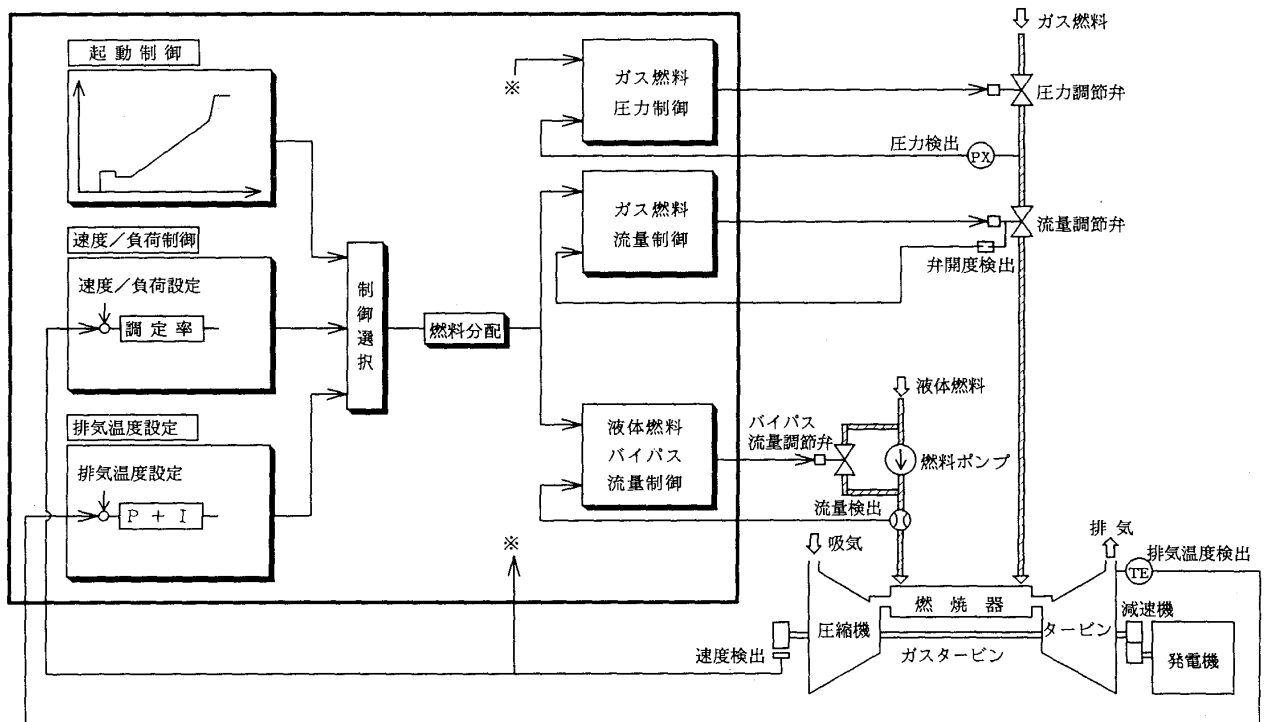 起動制御
速度／負荷制御
速度／負荷設定
調定率
排気温度設定
排気温度設定
P + I
制御選択
燃料分配
※
ガス燃料
圧力制御
ガス燃料
流量制御
液体燃料
バイパス
流量制御
※
ガス燃料
圧力調節弁
圧力検出
PX
流量調節弁
弁開度検出
液体燃料
バイパス
流量調節弁
燃料ポンプ
流量検出
吸気
排気
排気温度検出
TE
燃焼器
減速機
圧縮機
タービン
速度検出
ガスタービン
発電機